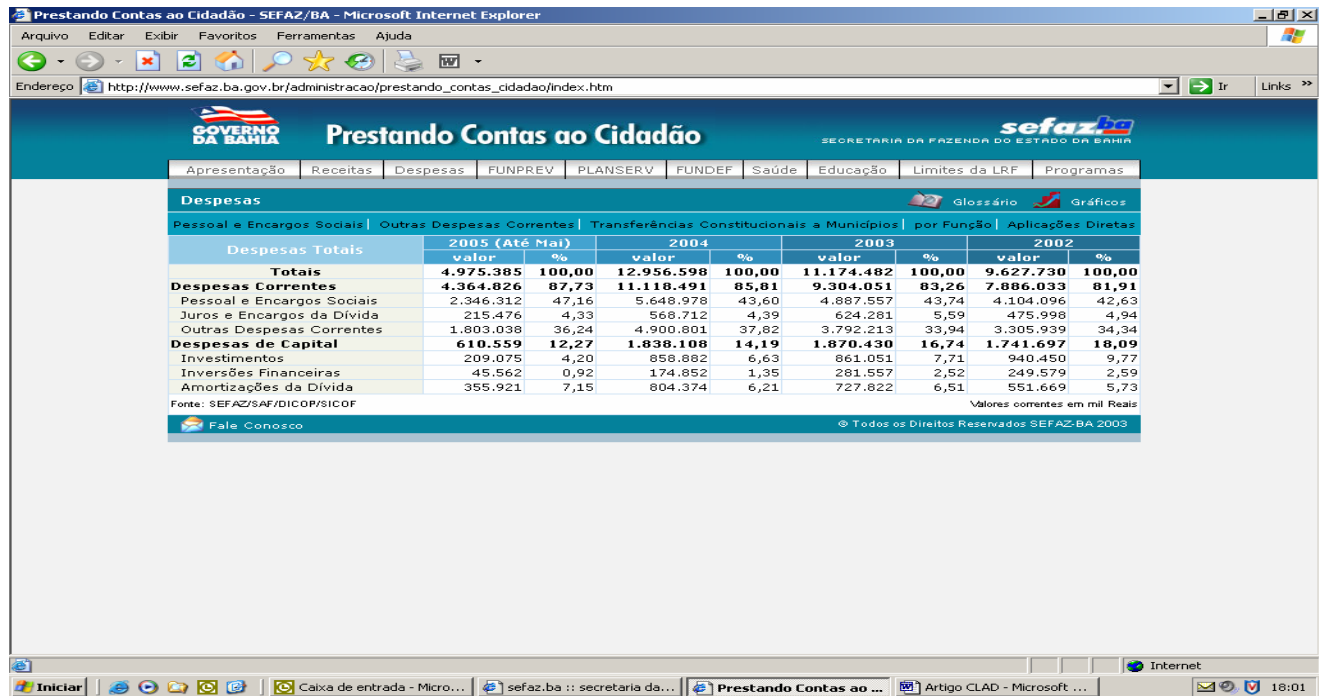 Prestando Contas ao Cidadão - SEFAZ/BA - Microsoft Internet Explorer
Arquivo Editar Exibir Favoritos Ferramentas Ajuda
Endereço http://www.sefaz.ba.gov.br/administracao/prestando_contas_cidadao/index.htm Ir Links »
GOVERNO DA BAHIA Prestando Contas ao Cidadão sefaz.ba
SECRETARIA DA FAZENDA DO ESTADO DA BAHIA
Apresentação Receitas Despesas FUNPREV PLANSERV FUNDEF Saúde Educação Limites da LRF Programas
Despesas Glossário Gráficos
Pessoal e Encargos Sociais| Outras Despesas Correntes| Transferências Constitucionais a Municípios| por Função| Aplicações Diretas
Despesas Totais 2005 (Até Mai) 2004 2003 2002
valor % valor % valor % valor %
Totais 4.975.385 100,00 12.956.598 100,00 11.174.482 100,00 9.627.730 100,00
Despesas Correntes 4.364.826 87,73 11.118.491 85,81 9.304.051 83,26 7.886.033 81,91
Pessoal e Encargos Sociais 2.346.312 47,16 5.648.978 43,60 4.887.557 43,74 4.104.096 42,63
Juros e Encargos da Dívida 215.476 4,33 568.712 4,39 624.281 5,59 475.998 4,94
Outras Despesas Correntes 1.803.038 36,24 4.900.801 37,82 3.792.213 33,94 3.305.939 34,34
Despesas de Capital 610.559 12,27 1.838.108 14,19 1.870.430 16,74 1.741.697 18,09
Investimentos 209.075 4,20 858.882 6,63 861.051 7,71 940.450 9,77
Inversões Financeiras 45.562 0,92 174.852 1,35 281.557 2,52 249.579 2,59
Amortizações da Dívida 355.921 7,15 804.374 6,21 727.822 6,51 551.669 5,73
Fonte: SEFAZ/SAF/DICOP/SICOF Valores correntes em mil Reais
Fale Conosco © Todos os Direitos Reservados SEFAZ-BA 2003
Internet
Iniciar Caixa de entrada - Micro... sefaz.ba :: secretaria da... Prestando Contas ao ... Artigo CLAD - Microsoft ... 18:01